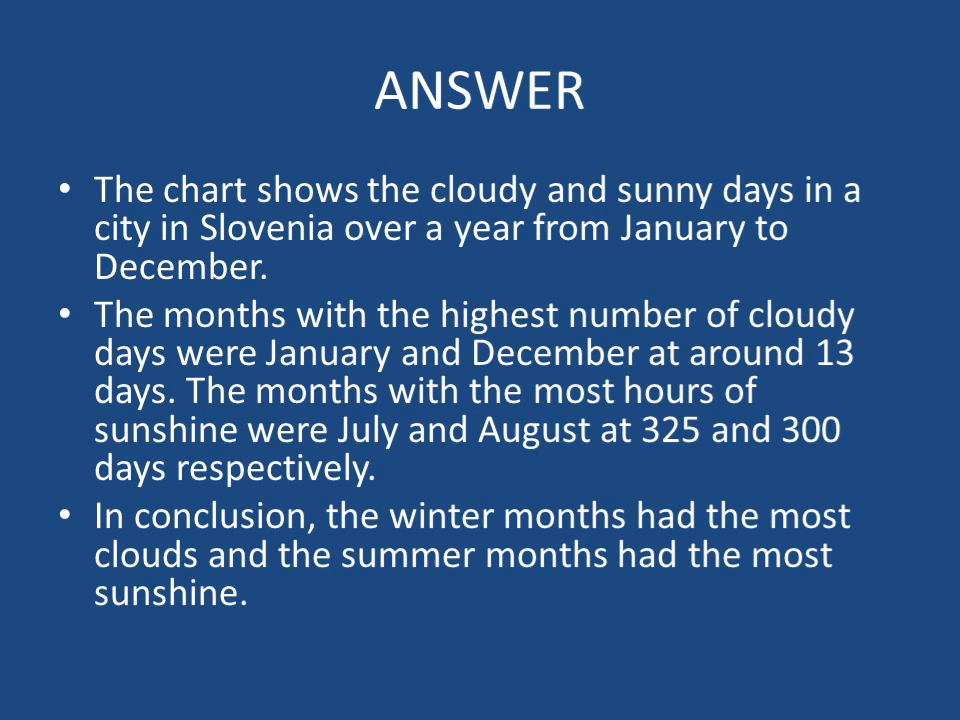 ANSWER
• The chart shows the cloudy and sunny days in a
city in Slovenia over a year from January to
December.
• The months with the highest number of cloudy
days were January and December at around 13
days. The months with the most hours of
sunshine were July and August at 325 and 300
days respectively.
• In conclusion, the winter months had the most
clouds and the summer months had the most
sunshine.